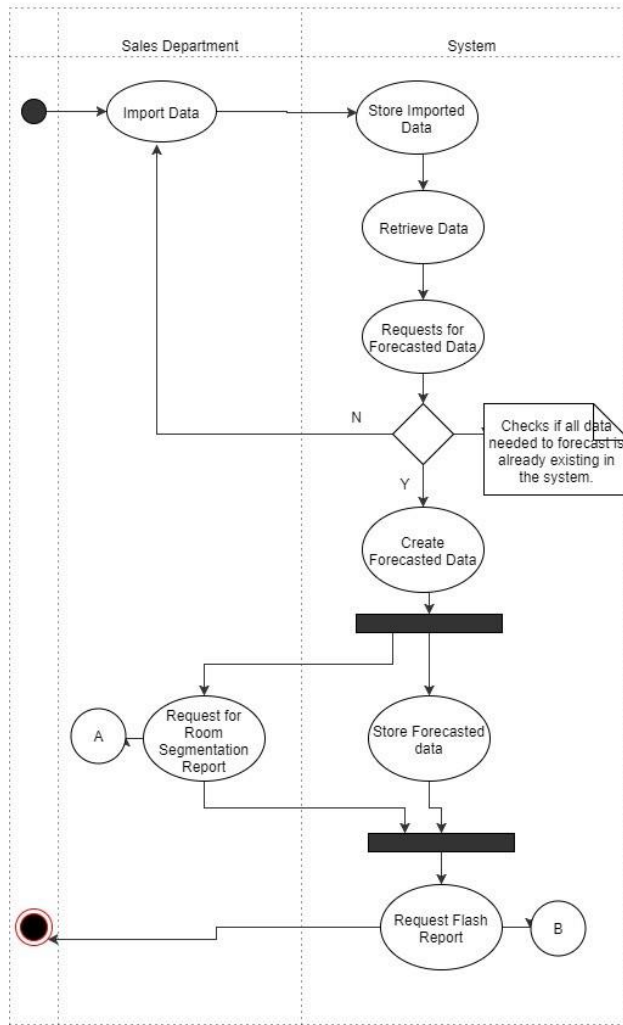 Sales Department
System
Import Data
Store Imported
Data
Retrieve Data
Requests for
Forecasted Data
N
Checks if all data
needed to forecast is
already existing in
the system.
Y
Create
Forecasted Data
A
Request for
Room
Segmentation
Report
Store Forecasted
data
Request Flash
Report
B